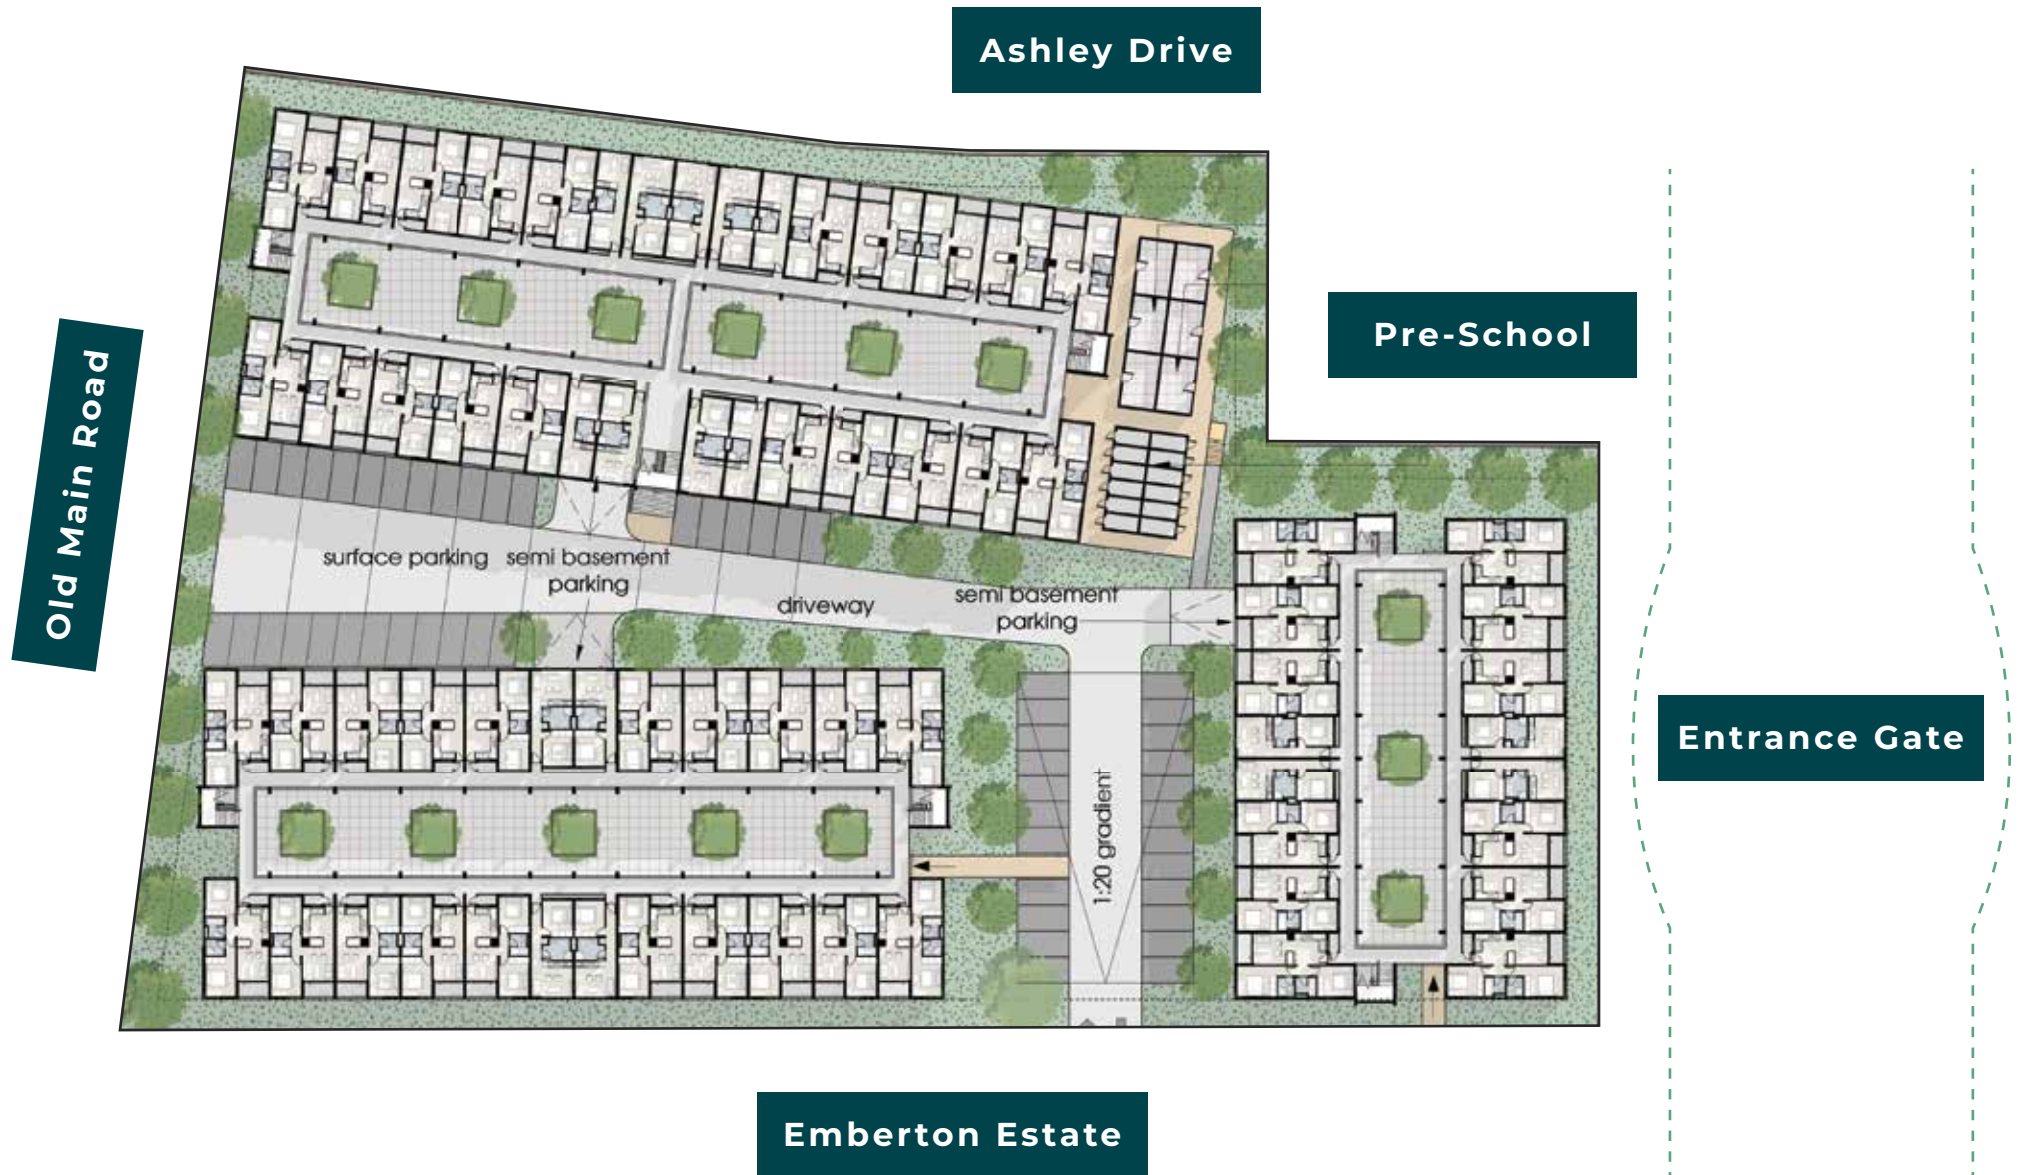 Ashley Drive
Pre-School
Old Main Road
surface parking
semi basement
parking
driveway
semi basement
parking
Entrance Gate
1:20 gradient
Emberton Estate